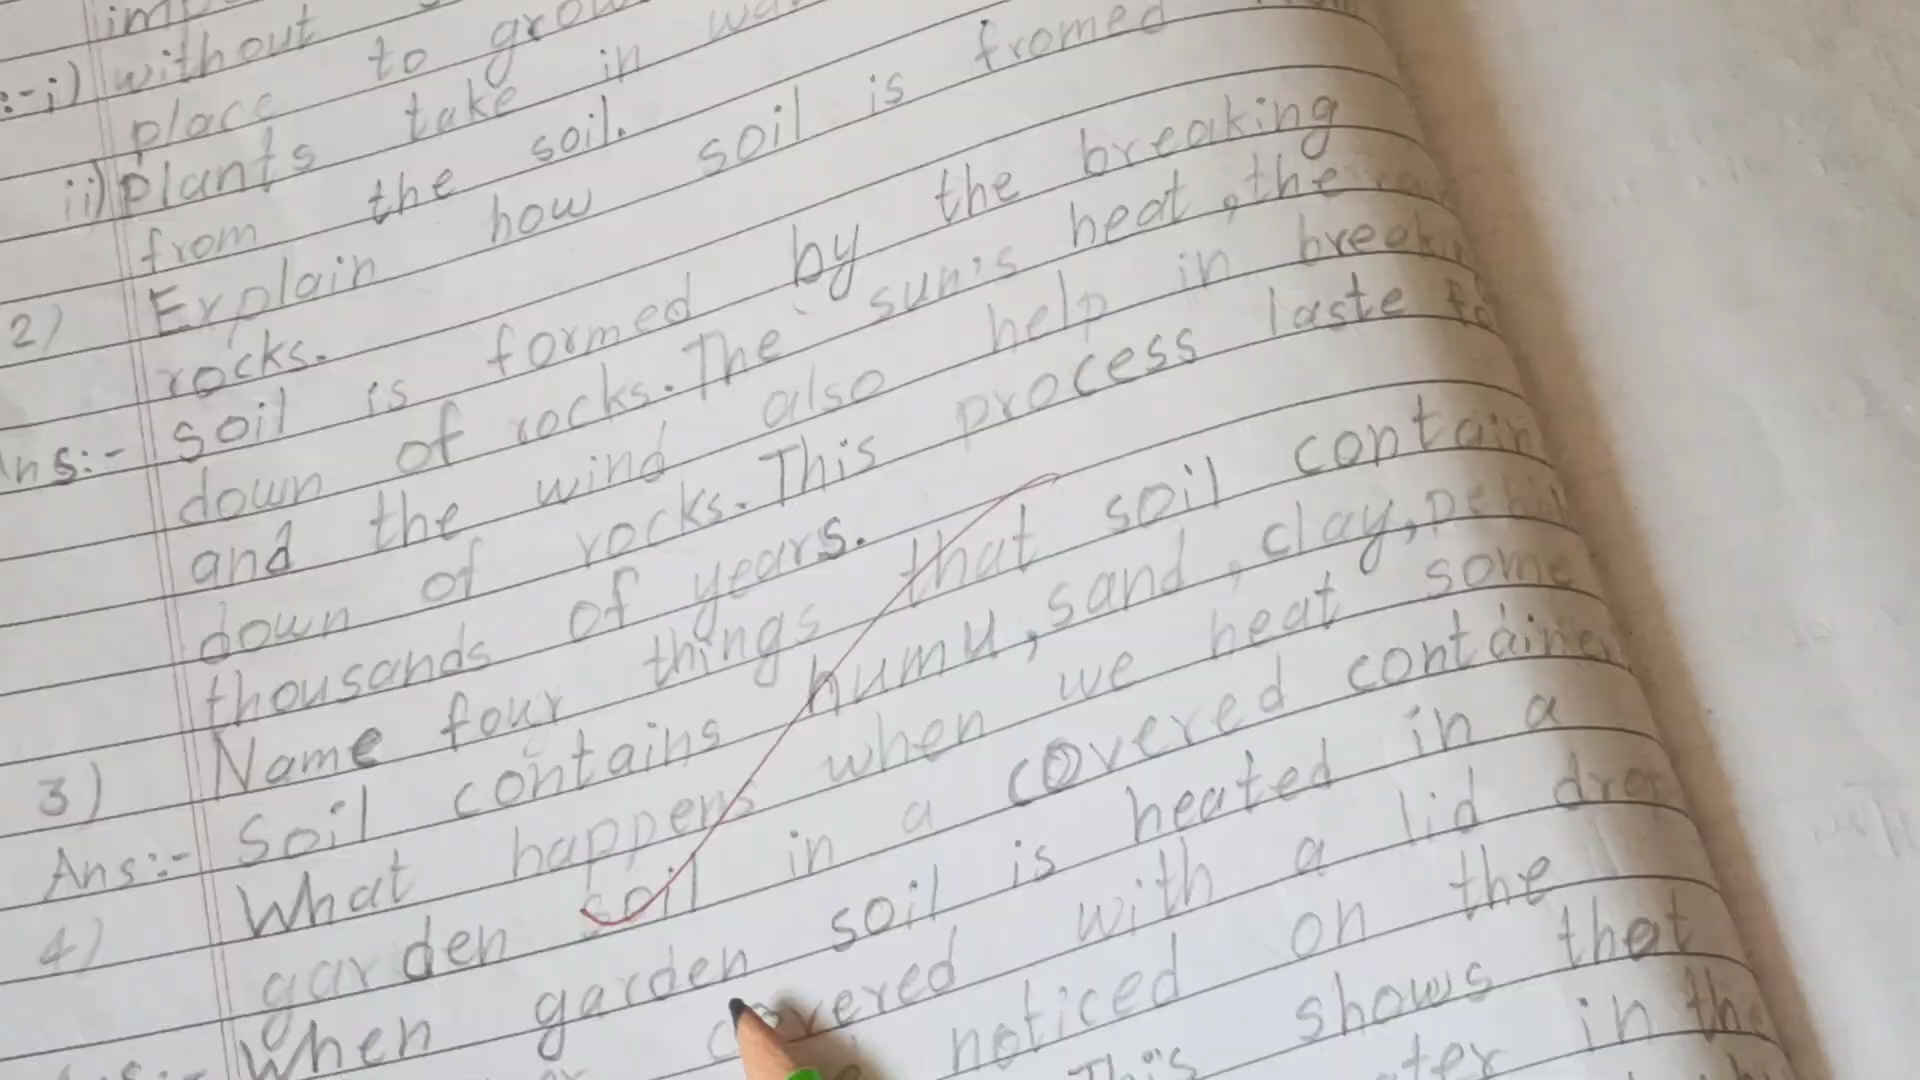 without
:-i) place to grow
ii) plants take in
from the soil.
2) Explain how soil is fromed
rocks.
Ans:- soil is formed by the breaking
down of rocks. The sun's heat, the
and the wind also help in
down of rocks. This process laste
thousands of years.
3) Name four things that soil contain
Ans:- Soil contains humu, sand, clay,
4) What happens when we heat some
garden soil in a covered container
When garden soil is heated in a
covered with a lid drop
noticed on the
This shows that
in the